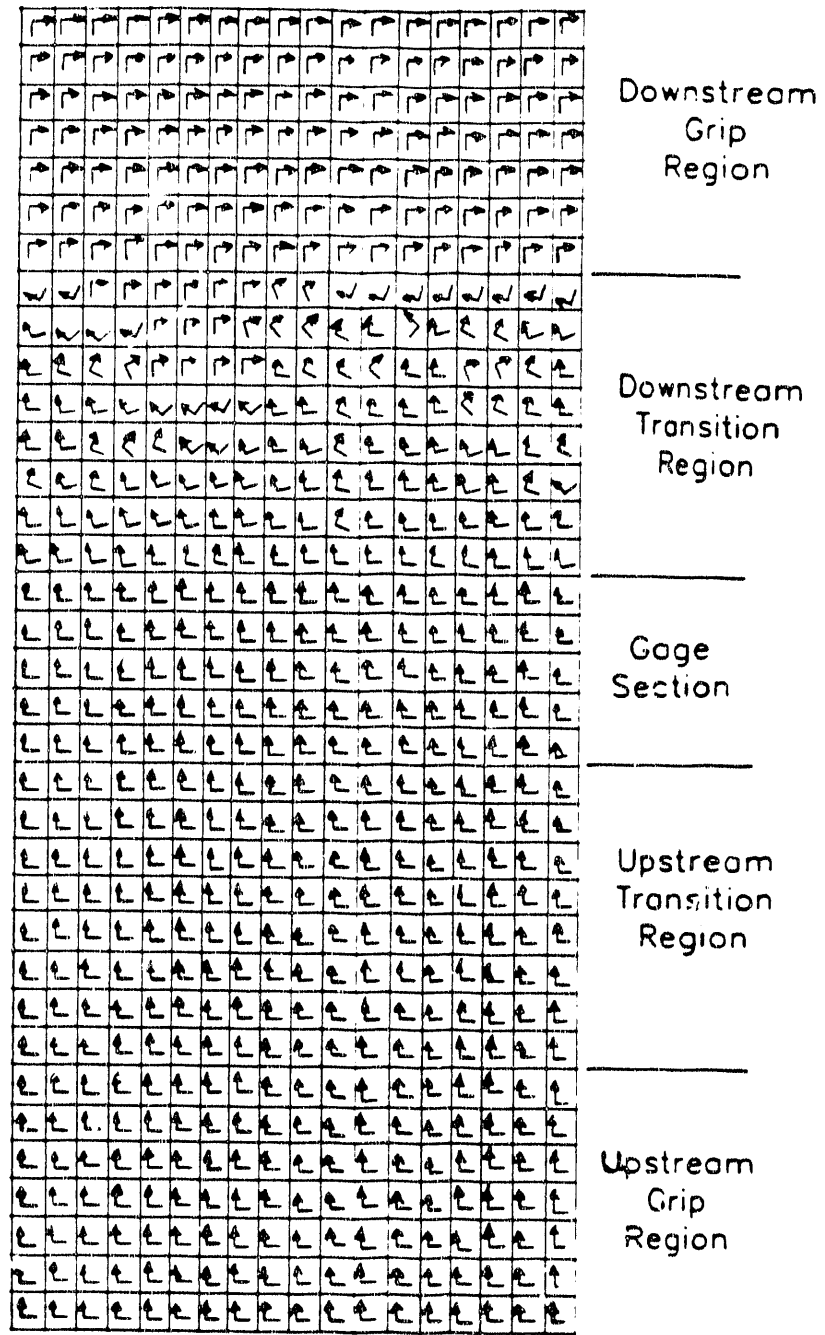 Downstream
Grip
Region
Downstream
Transition
Region
Gage
Section
Upstream
Transition
Region
Upstream
Grip
Region